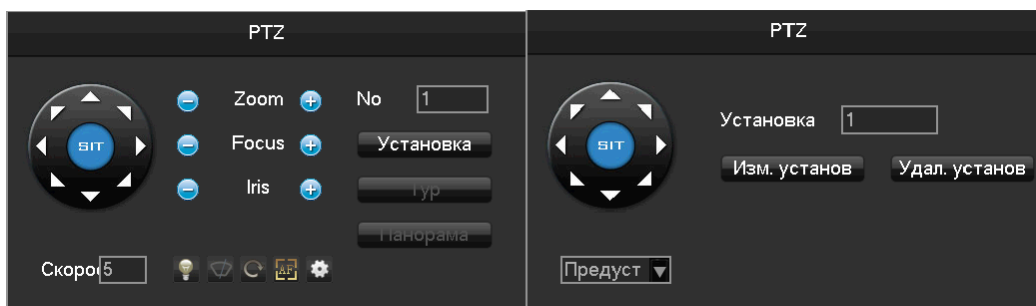 PTZ
Zoom
No 1
SIT
Focus
Установка
Iris
Тур
Панорама
Скорос 5
AF
PTZ
SIT
Установка 1
Изм. установ
Удал. установ
Предуст